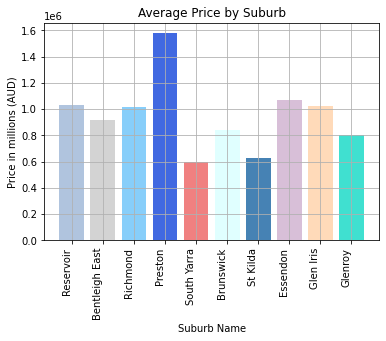 Average Price by Suburb
1e6
Price in millions (AUD)
1.6
1.4
1.2
1.0
0.8
0.6
0.4
0.2
0.0
Reservoir
Bentleigh East
Richmond
Preston
South Yarra
Brunswick
St Kilda
Essendon
Glen Iris
Glenroy
Suburb Name